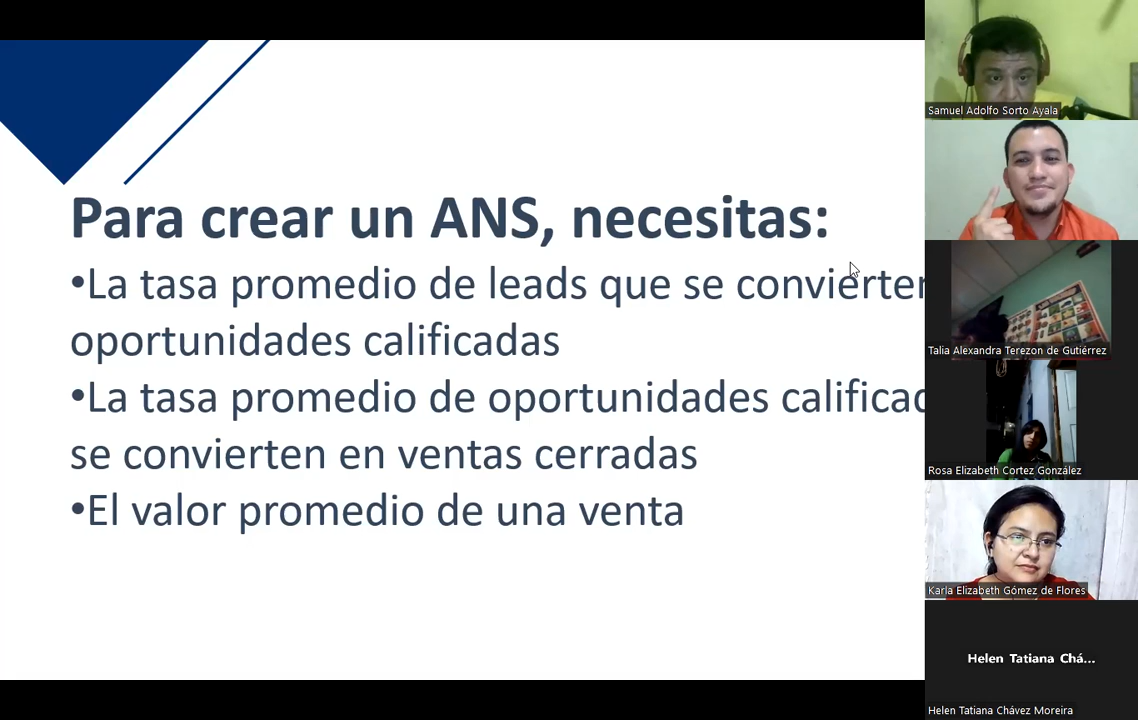 Para crear un ANS, necesitas:
•La tasa promedio de leads que se convierten
oportunidades calificadas
•La tasa promedio de oportunidades
se convierten en ventas cerradas
•El valor promedio de una venta
Samuel Adolfo Sorto Ayala
Talia Alexandra Terezon de Gutiérrez
Rosa Elizabeth Cortez González
Karla Elizabeth Gómez de Flores
Helen Tatiana Chá...
Helen Tatiana Chávez Moreira